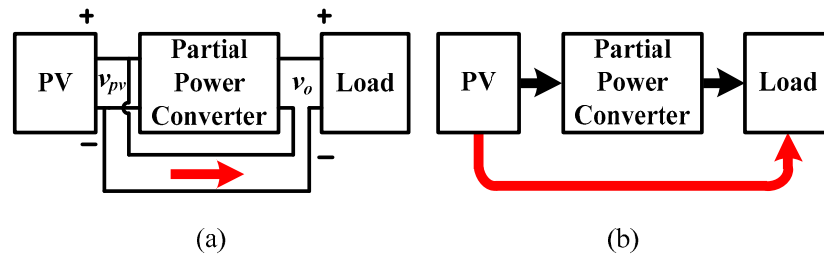 + +
PV
v_pv
Partial
Power
Converter
v_o
Load
− −
(a)
PV
Partial
Power
Converter
Load
(b)